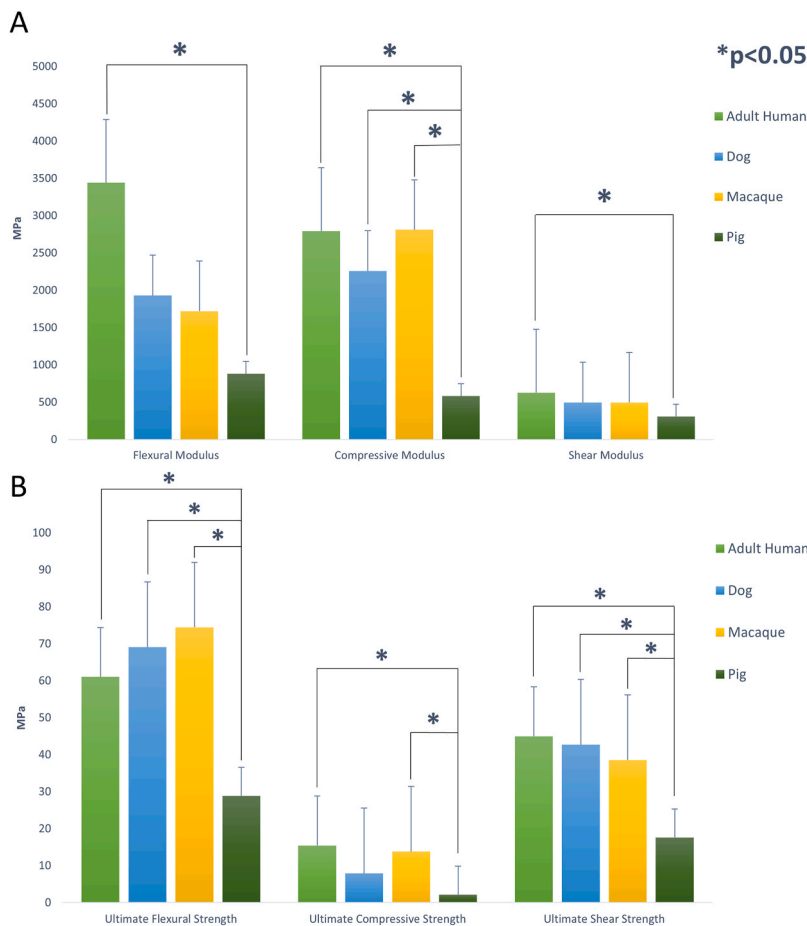 A
*p<0.05
*
*
*
*
*
5000
4500
4000
3500
3000
2500
2000
1500
1000
500
0
MPa
Adult Human
Dog
Macaque
Pig
Flexural Modulus
Compressive Modulus
Shear Modulus
B
*
*
*
*
*
*
*
*
100
90
80
70
60
50
40
30
20
10
0
MPa
Adult Human
Dog
Macaque
Pig
Ultimate Flexural Strength
Ultimate Compressive Strength
Ultimate Shear Strength